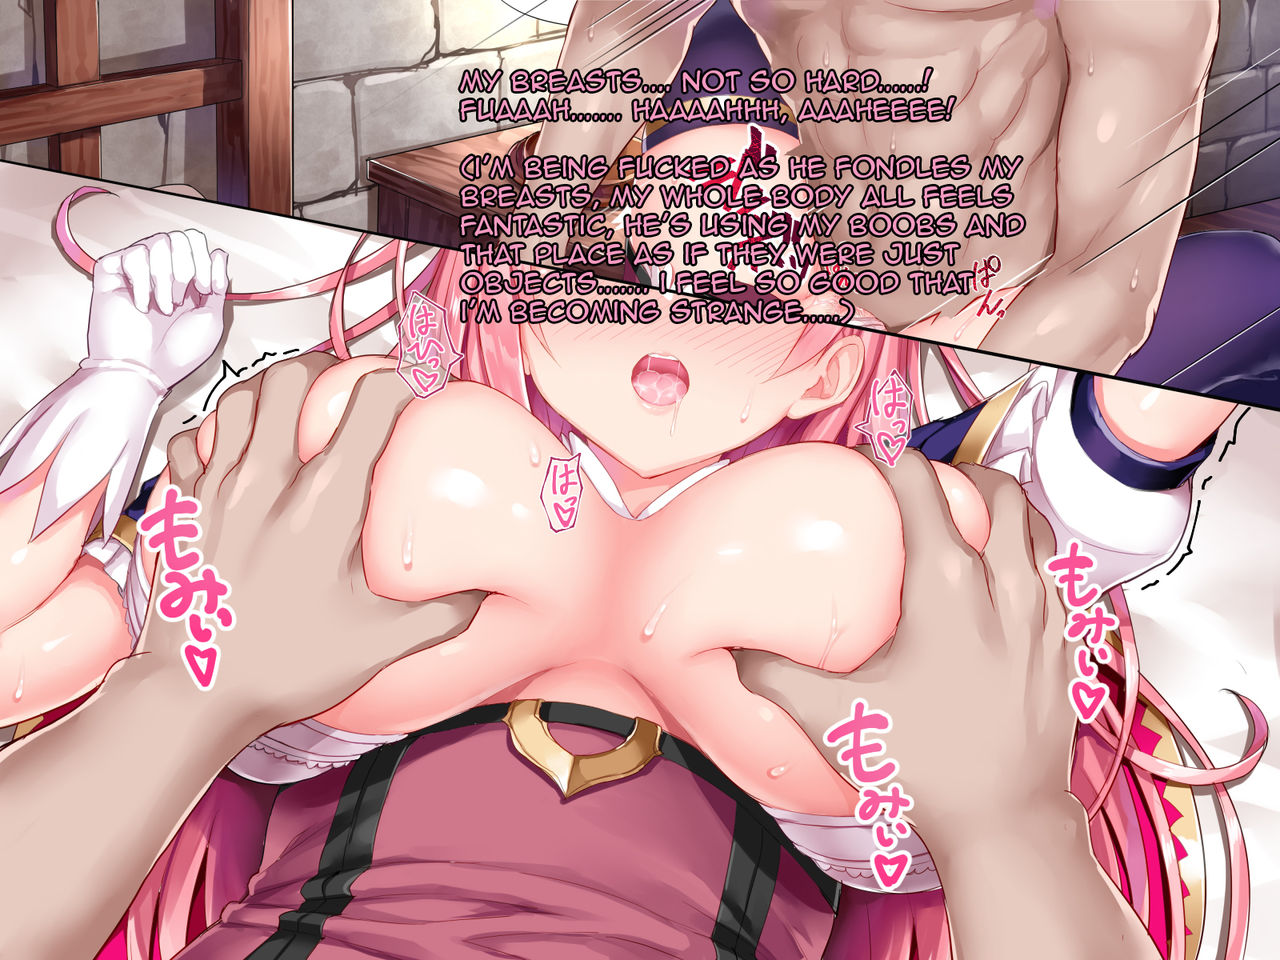 MY BREASTS.... NOT SO HARD......!
FUAAAH....... HAAAAHHH, AAAHEEEE!
(I'M BEING FUCKED AS HE FONDLES MY
BREASTS, MY WHOLE BODY ALL FEELS
FANTASTIC, HE'S USING MY BOOBS AND
THAT PLACE AS IF THEY WERE JUST
OBJECTS....... I FEEL SO GOOD THAT
I'M BECOMING STRANGE.....)
ぱんっ
はひっ♡
はっ♡
はっ♡
もみぃ♡
もみぃ♡
もみぃ♡